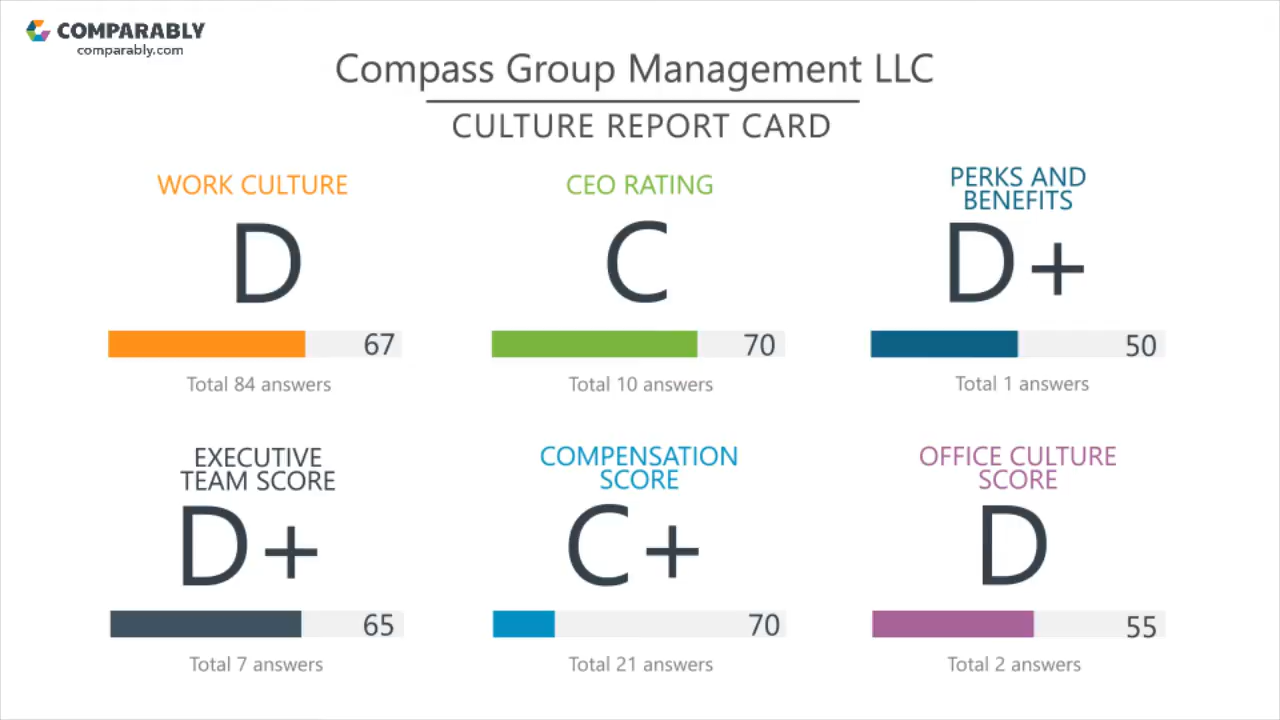 COMPARABLY
comparably.com
Compass Group Management LLC
CULTURE REPORT CARD
WORK CULTURE
D
67
Total 84 answers
CEO RATING
C
70
Total 10 answers
PERKS AND
BENEFITS
D+
50
Total 1 answers
EXECUTIVE
TEAM SCORE
D+
65
Total 7 answers
COMPENSATION
SCORE
C+
70
Total 21 answers
OFFICE CULTURE
SCORE
D
55
Total 2 answers